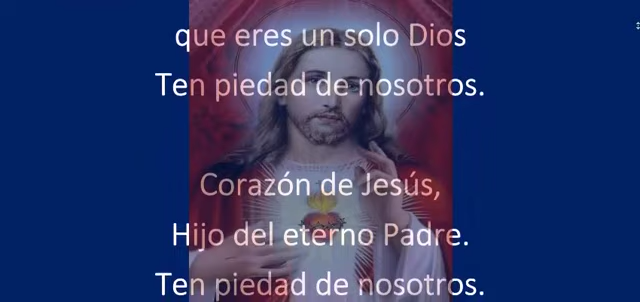 que eres un solo Dios
Ten piedad de nosotros.
Corazón de Jesús,
Hijo del eterno Padre.
Ten piedad de nosotros.